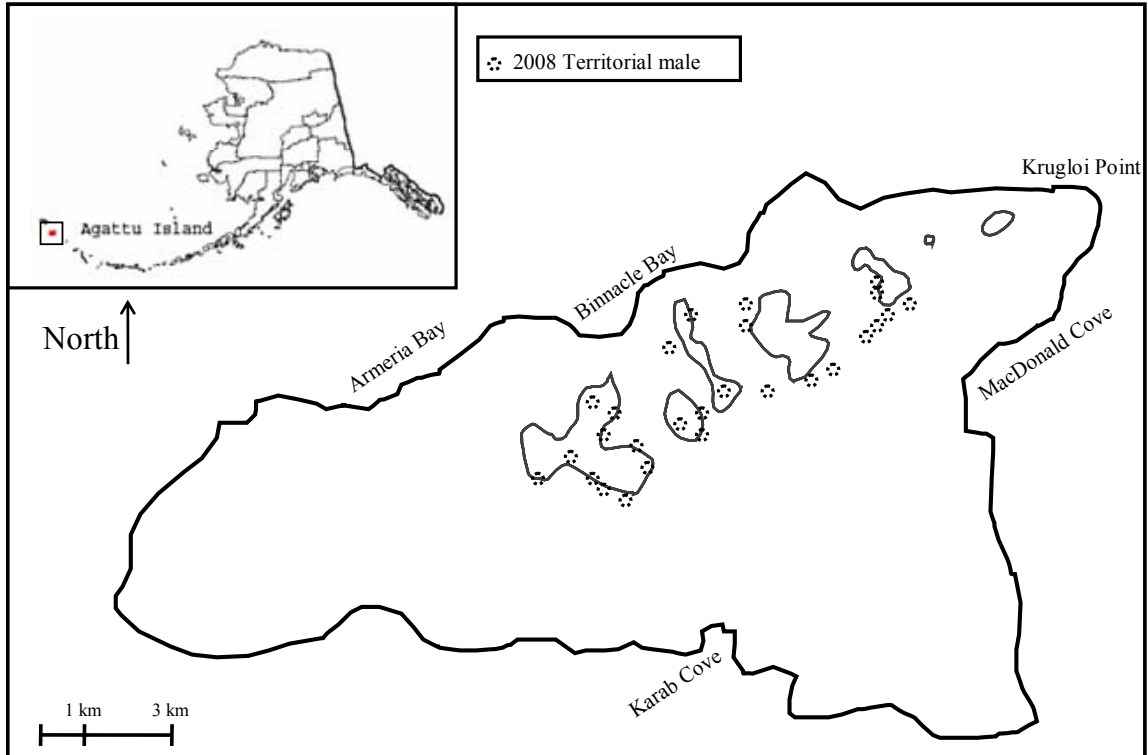 2008 Territorial male
Agattu Island
North
Krugloi Point
Binnacle Bay
Armeria Bay
MacDonald Cove
Karab Cove
1 km 3 km